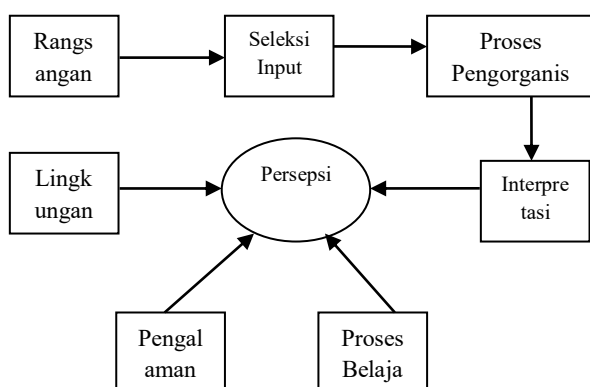 Rangs
angan
Seleksi
Input
Proses
Pengorganis
Lingk
ungan
Persepsi
Interpre
tasi
Pengal
aman
Proses
Belaja